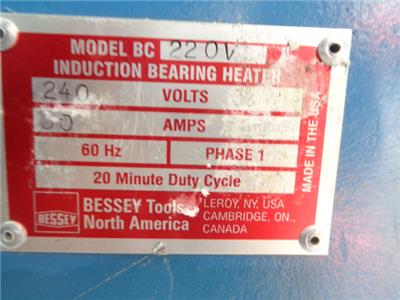 MODEL BC 220V
INDUCTION BEARING HEATER
240 VOLTS
AMPS
60 Hz PHASE 1
20 Minute Duty Cycle
MADE IN THE USA
BESSEY
BESSEY Tools
North America
LEROY, NY, USA
CAMBRIDGE, ON.,
CANADA